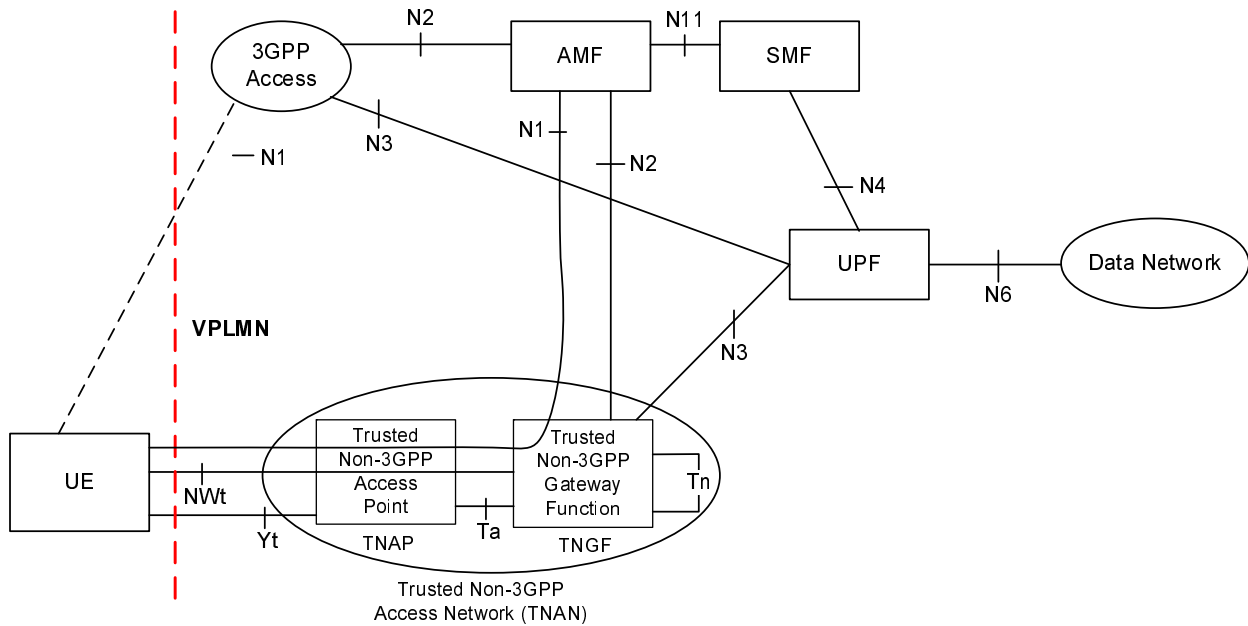 N2
N11
3GPP
Access
AMF
SMF
N3
N1
N1
N2
N4
UPF
Data Network
N6
VPLMN
N3
UE
Trusted
Non-3GPP
Access
Point
Trusted
Non-3GPP
Gateway
Function
Tn
NWt
Yt
Ta
TNAP
TNGF
Trusted Non-3GPP
Access Network (TNAN)